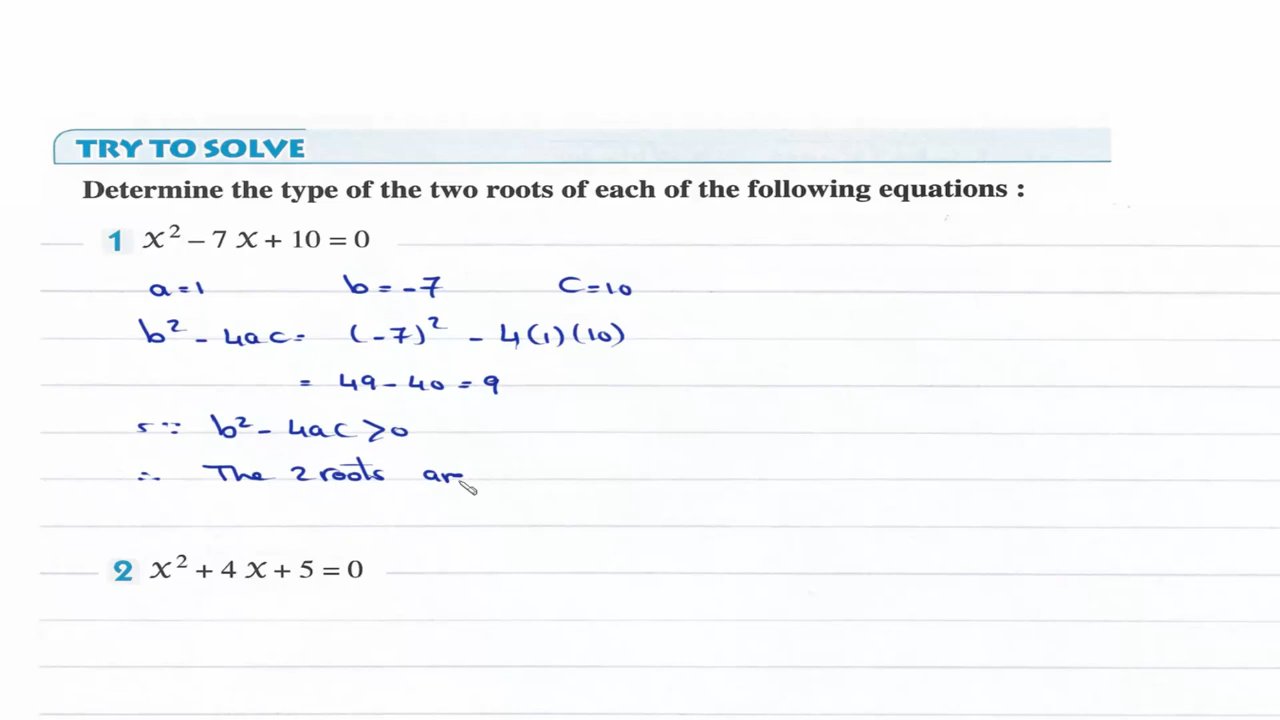 TRY TO SOLVE
Determine the type of the two roots of each of the following equations :
1 x² – 7 x + 10 = 0
a = 1 b = -7 C = 10
b² - 4ac = (-7)² - 4(1)(10)
= 49 - 40 = 9
∵ b² - 4ac > 0
∴ The 2 roots ar
2 x² + 4 x + 5 = 0